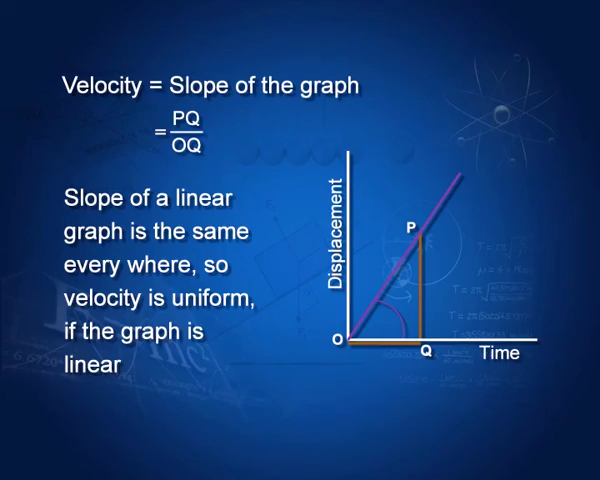 Velocity = Slope of the graph
= PQ
OQ
Slope of a linear
graph is the same
every where, so
velocity is uniform,
if the graph is
linear
Displacement
P
O
Q
Time